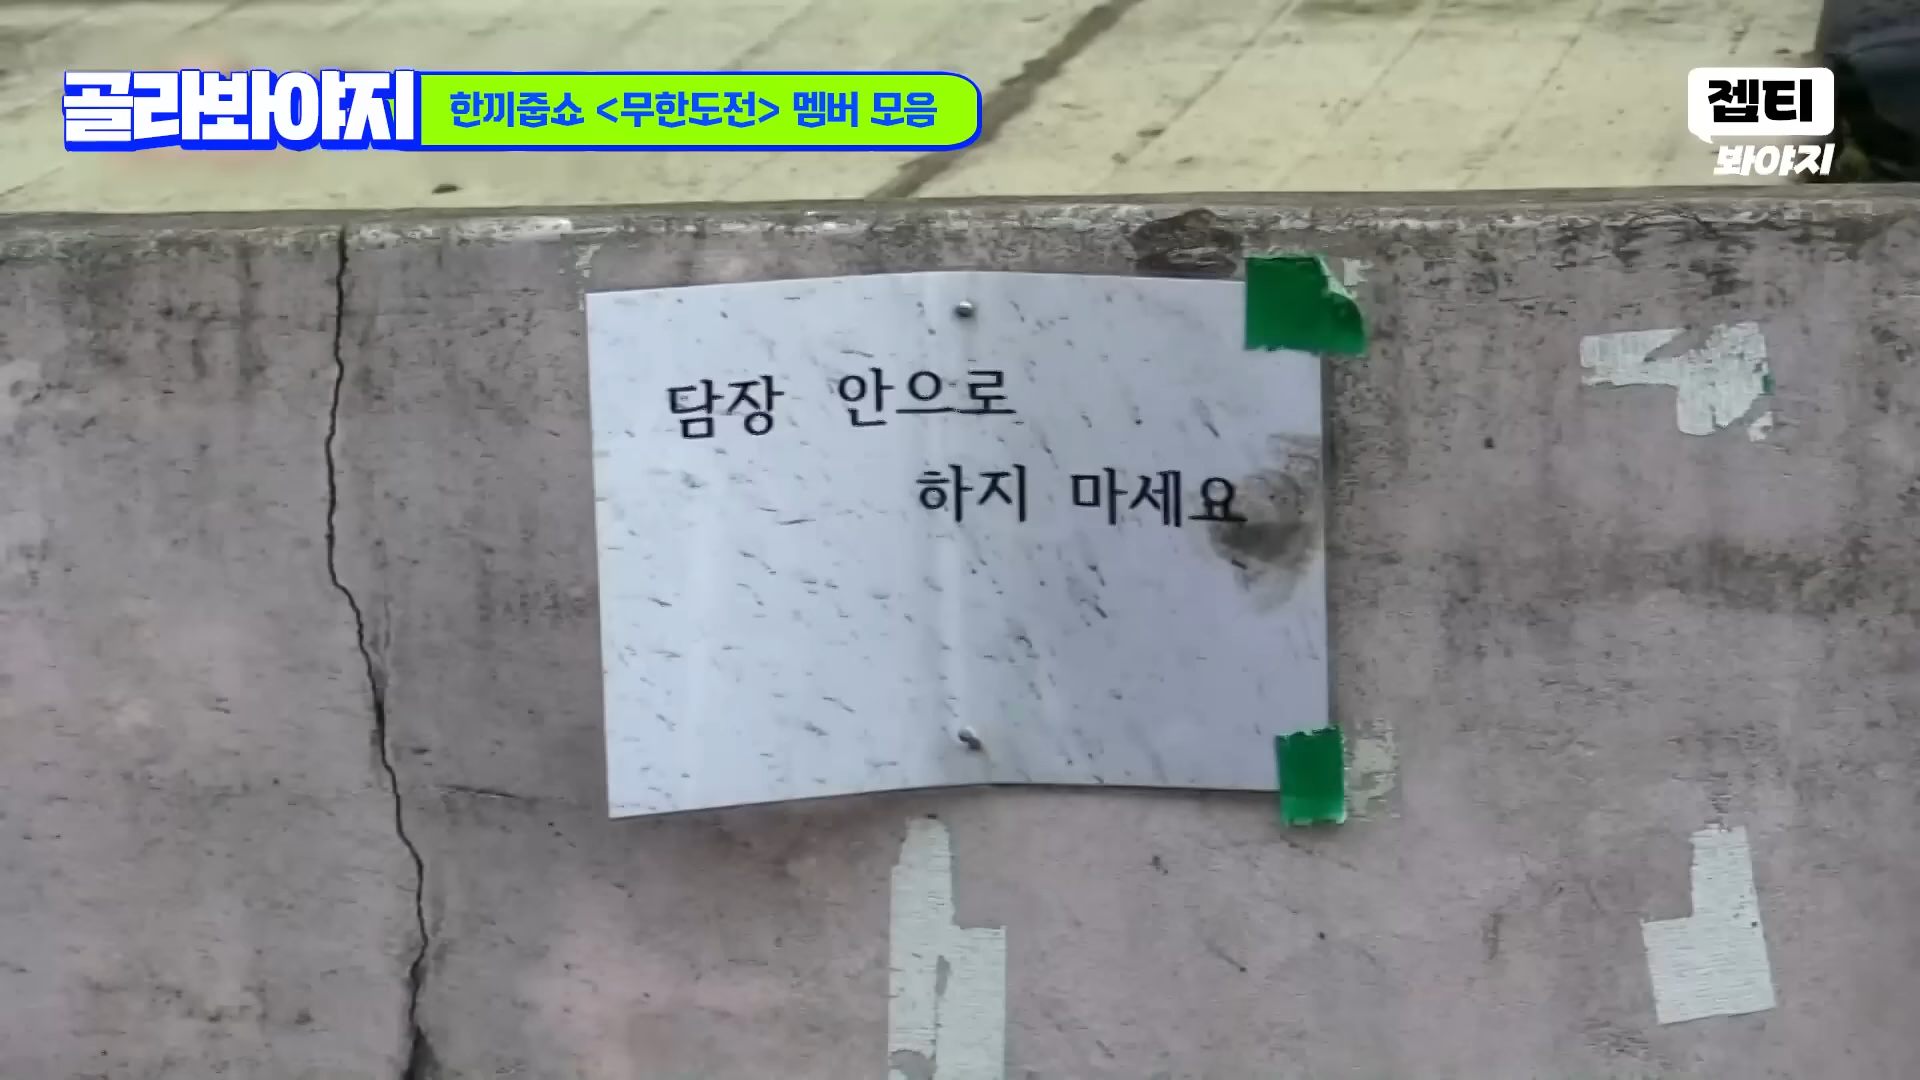 골라봐야지
한끼줍쇼 <무한도전> 멤버 모음
젭티
봐야지
담장 안으로
하지 마세요